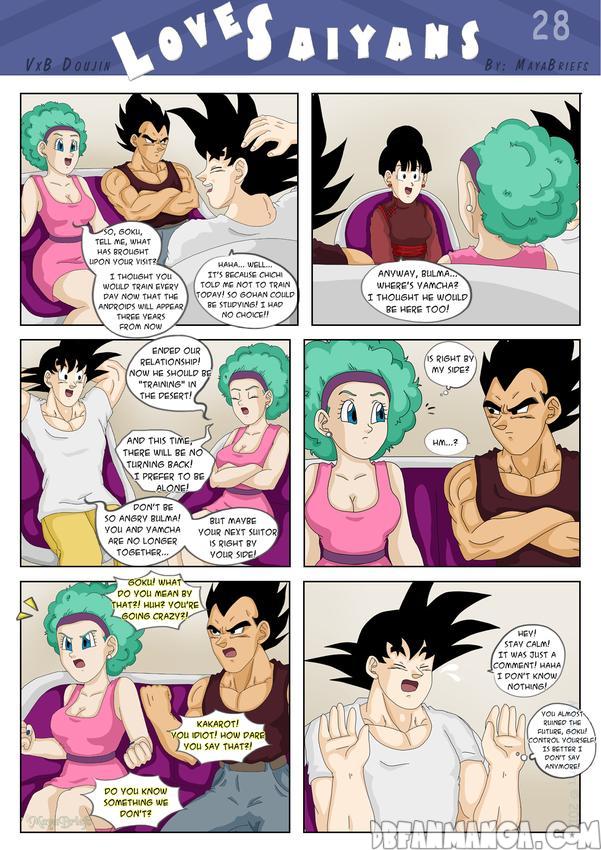 LOVE SAIYANS
28
VXB DOUJIN
BY: MAYABRIEFS
SO, GOKU,
TELL ME, WHAT
HAS BROUGHT
UPON YOUR VISIT?
I THOUGHT YOU
WOULD TRAIN EVERY
DAY NOW THAT THE
ANDROIDS WILL APPEAR
THREE YEARS
FROM NOW
HAHA... WELL...
IT'S BECAUSE CHICHI
TOLD ME NOT TO TRAIN
TODAY! SO GOHAN COULD
BE STUDYING! I HAD
NO CHOICE!!
ANYWAY, BULMA...
WHERE'S YAMCHA?
I THOUGHT HE WOULD
BE HERE TOO!
ENDED OUR
RELATIONSHIP!
NOW HE SHOULD BE
"TRAINING" IN
THE DESERT!
AND THIS TIME,
THERE WILL BE NO
TURNING BACK!
I PREFER TO BE
ALONE!
DON'T BE
SO ANGRY BULMA!
YOU AND YAMCHA
ARE NO LONGER
TOGETHER...
BUT MAYBE
YOUR NEXT SUITOR
IS RIGHT BY
YOUR SIDE!
IS RIGHT BY
MY SIDE?
HM...?
GOKU! WHAT
DO YOU MEAN BY
THAT?! HUH? YOU'RE
GOING CRAZY?!
KAKAROT!
YOU IDIOT! HOW DARE
YOU SAY THAT?!
DO YOU KNOW
SOMETHING WE
DON'T?
HEY!
STAY CALM!
IT WAS JUST A
COMMENT! HAHA
I DON'T KNOW
NOTHING!
YOU ALMOST
RUINED THE
FUTURE, GOKU!
CONTROL YOURSELF!
IS BETTER I
DON'T SAY
ANYMORE!
MayaBriefs
DBFANMANGA.COM